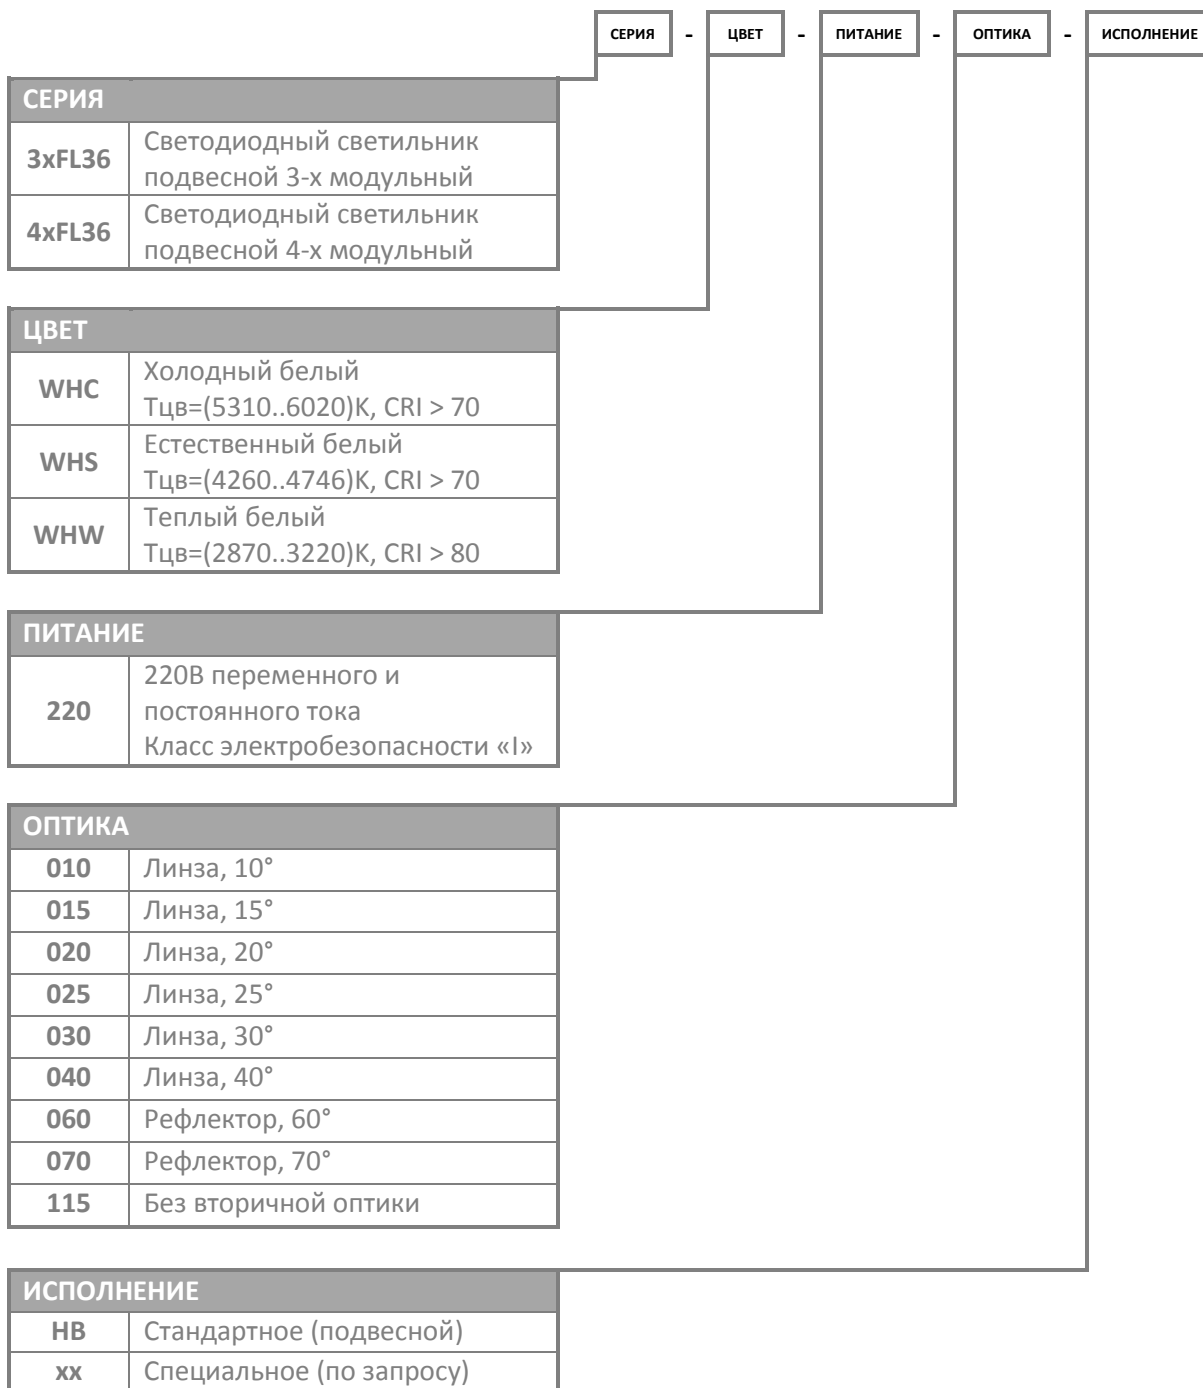 СЕРИЯ - ЦВЕТ - ПИТАНИЕ - ОПТИКА - ИСПОЛНЕНИЕ
СЕРИЯ
3xFL36 Светодиодный светильник
подвесной 3-х модульный
4xFL36 Светодиодный светильник
подвесной 4-х модульный
ЦВЕТ
WHC Холодный белый
Тцв=(5310..6020)K, CRI > 70
WHS Естественный белый
Тцв=(4260..4746)K, CRI > 70
WHW Теплый белый
Тцв=(2870..3220)K, CRI > 80
ПИТАНИЕ
220В переменного и
220 постоянного тока
Класс электробезопасности «I»
ОПТИКА
010 Линза, 10°
015 Линза, 15°
020 Линза, 20°
025 Линза, 25°
030 Линза, 30°
040 Линза, 40°
060 Рефлектор, 60°
070 Рефлектор, 70°
115 Без вторичной оптики
ИСПОЛНЕНИЕ
HB Стандартное (подвесной)
xx Специальное (по запросу)